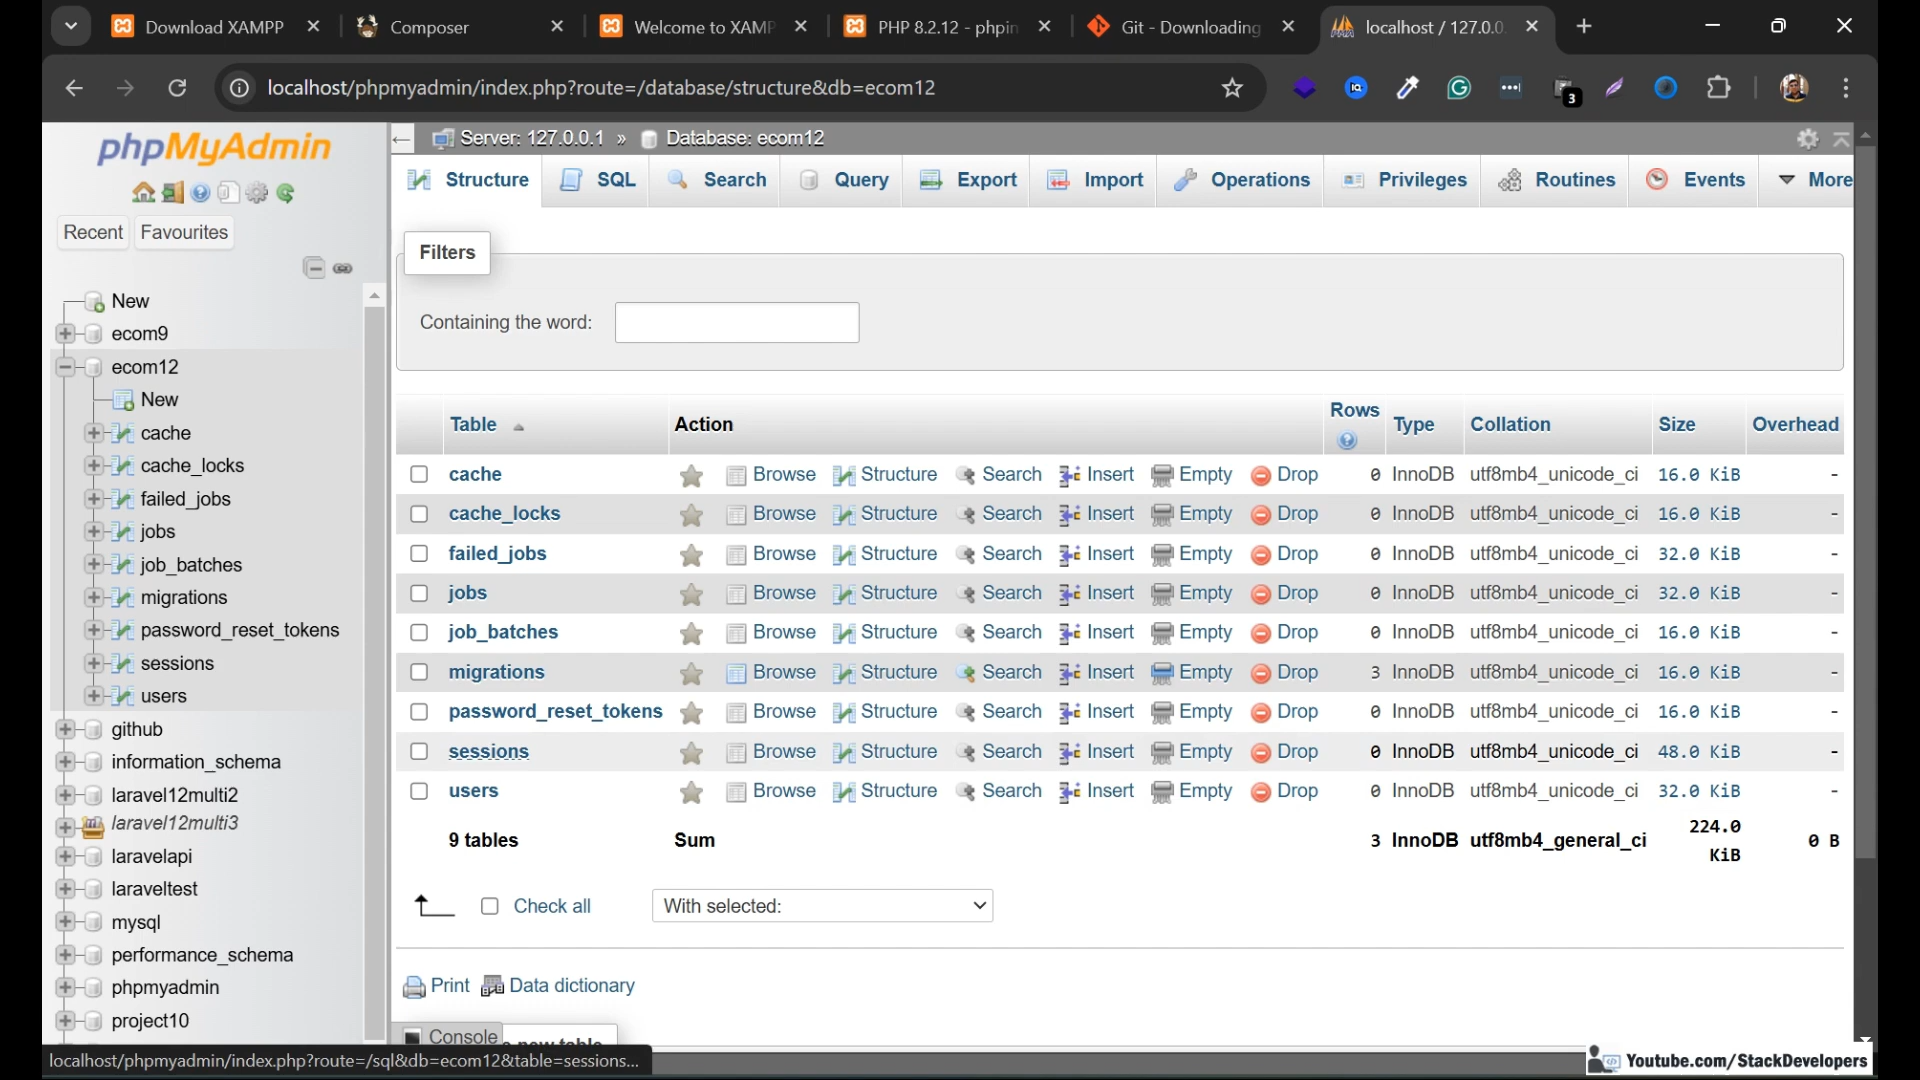 Download XAMPP
Composer
Welcome to XAMP
PHP 8.2.12 - phpin
Git - Downloading
localhost / 127.0.0
localhost/phpmyadmin/index.php?route=/database/structure&db=ecom12
3
phpMyAdmin
Recent Favourites
New
ecom9
ecom12
New
cache
cache_locks
failed_jobs
jobs
job_batches
migrations
password_reset_tokens
sessions
users
github
information_schema
laravel12multi2
laravel12multi3
laravelapi
laraveltest
mysql
performance_schema
phpmyadmin
project10
Server: 127.0.0.1 » Database: ecom12
Structure SQL Search Query Export Import Operations Privileges Routines Events More
Filters
Containing the word:
Table Action Rows Type Collation Size Overhead
cache Browse Structure Search Insert Empty Drop 0 InnoDB utf8mb4_unicode_ci 16.0 KiB -
cache_locks Browse Structure Search Insert Empty Drop 0 InnoDB utf8mb4_unicode_ci 16.0 KiB -
failed_jobs Browse Structure Search Insert Empty Drop 0 InnoDB utf8mb4_unicode_ci 32.0 KiB -
jobs Browse Structure Search Insert Empty Drop 0 InnoDB utf8mb4_unicode_ci 32.0 KiB -
job_batches Browse Structure Search Insert Empty Drop 0 InnoDB utf8mb4_unicode_ci 16.0 KiB -
migrations Browse Structure Search Insert Empty Drop 3 InnoDB utf8mb4_unicode_ci 16.0 KiB -
password_reset_tokens Browse Structure Search Insert Empty Drop 0 InnoDB utf8mb4_unicode_ci 16.0 KiB -
sessions Browse Structure Search Insert Empty Drop 0 InnoDB utf8mb4_unicode_ci 48.0 KiB -
users Browse Structure Search Insert Empty Drop 0 InnoDB utf8mb4_unicode_ci 32.0 KiB -
9 tables Sum 3 InnoDB utf8mb4_general_ci 224.0 KiB 0 B
Check all With selected:
Print Data dictionary
Console
localhost/phpmyadmin/index.php?route=/sql&db=ecom12&table=sessions...
Youtube.com/StackDevelopers